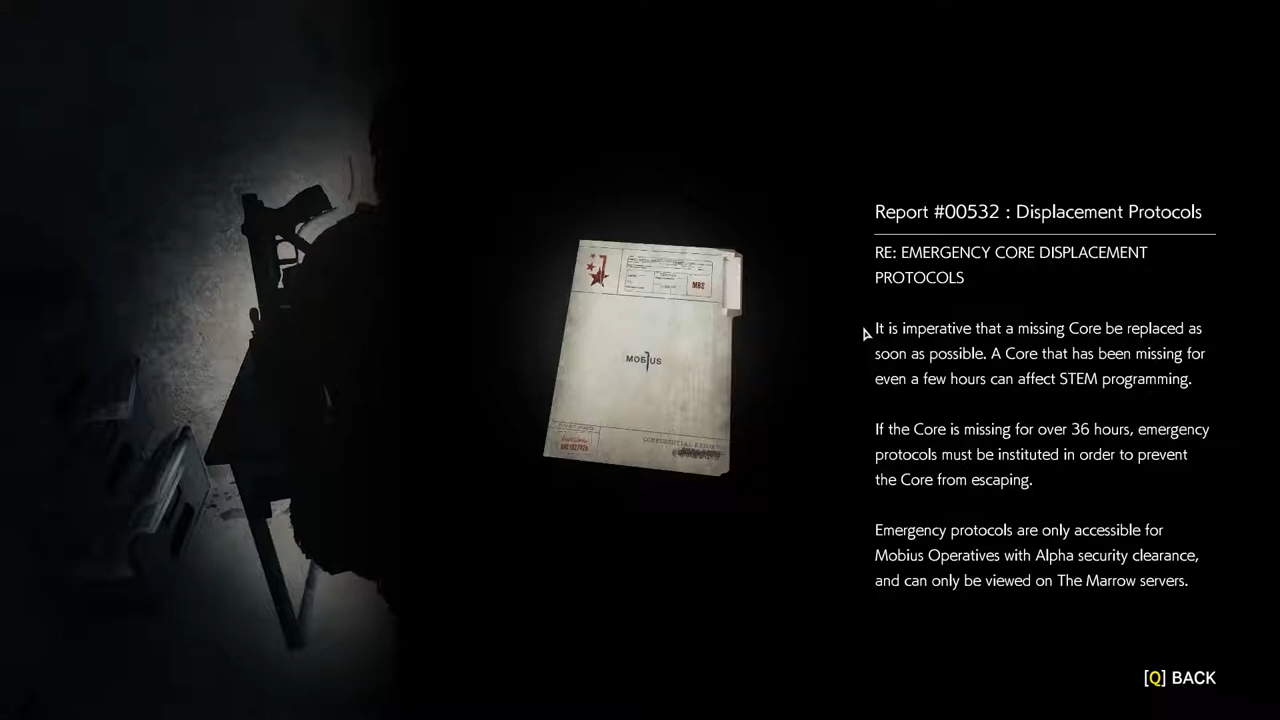 Report #00532 : Displacement Protocols
RE: EMERGENCY CORE DISPLACEMENT
PROTOCOLS
It is imperative that a missing Core be replaced as
soon as possible. A Core that has been missing for
even a few hours can affect STEM programming.
If the Core is missing for over 36 hours, emergency
protocols must be instituted in order to prevent
the Core from escaping.
Emergency protocols are only accessible for
Mobius Operatives with Alpha security clearance,
and can only be viewed on The Marrow servers.
MBS
MOBIUS
CONFIDENTIAL REPORT
[Q] BACK